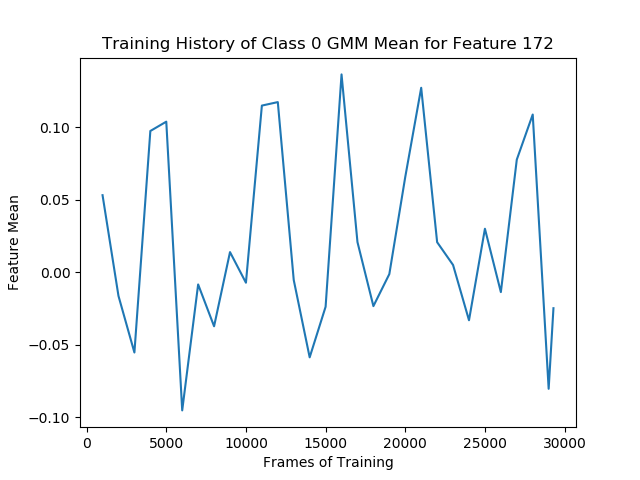 Training History of Class 0 GMM Mean for Feature 172
Feature Mean
0.10
0.05
0.00
−0.05
−0.10
0 5000 10000 15000 20000 25000 30000
Frames of Training